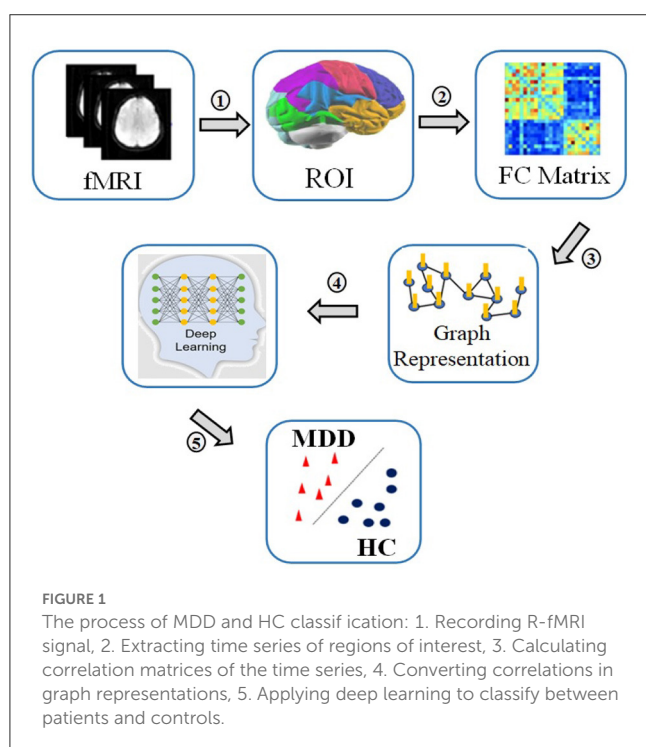 ①
②
fMRI
ROI
FC Matrix
③
④
Deep
Learning
Graph
Representation
⑤
MDD
HC
FIGURE 1
The process of MDD and HC classif ication: 1. Recording R-fMRI
signal, 2. Extracting time series of regions of interest, 3. Calculating
correlation matrices of the time series, 4. Converting correlations in
graph representations, 5. Applying deep learning to classify between
patients and controls.